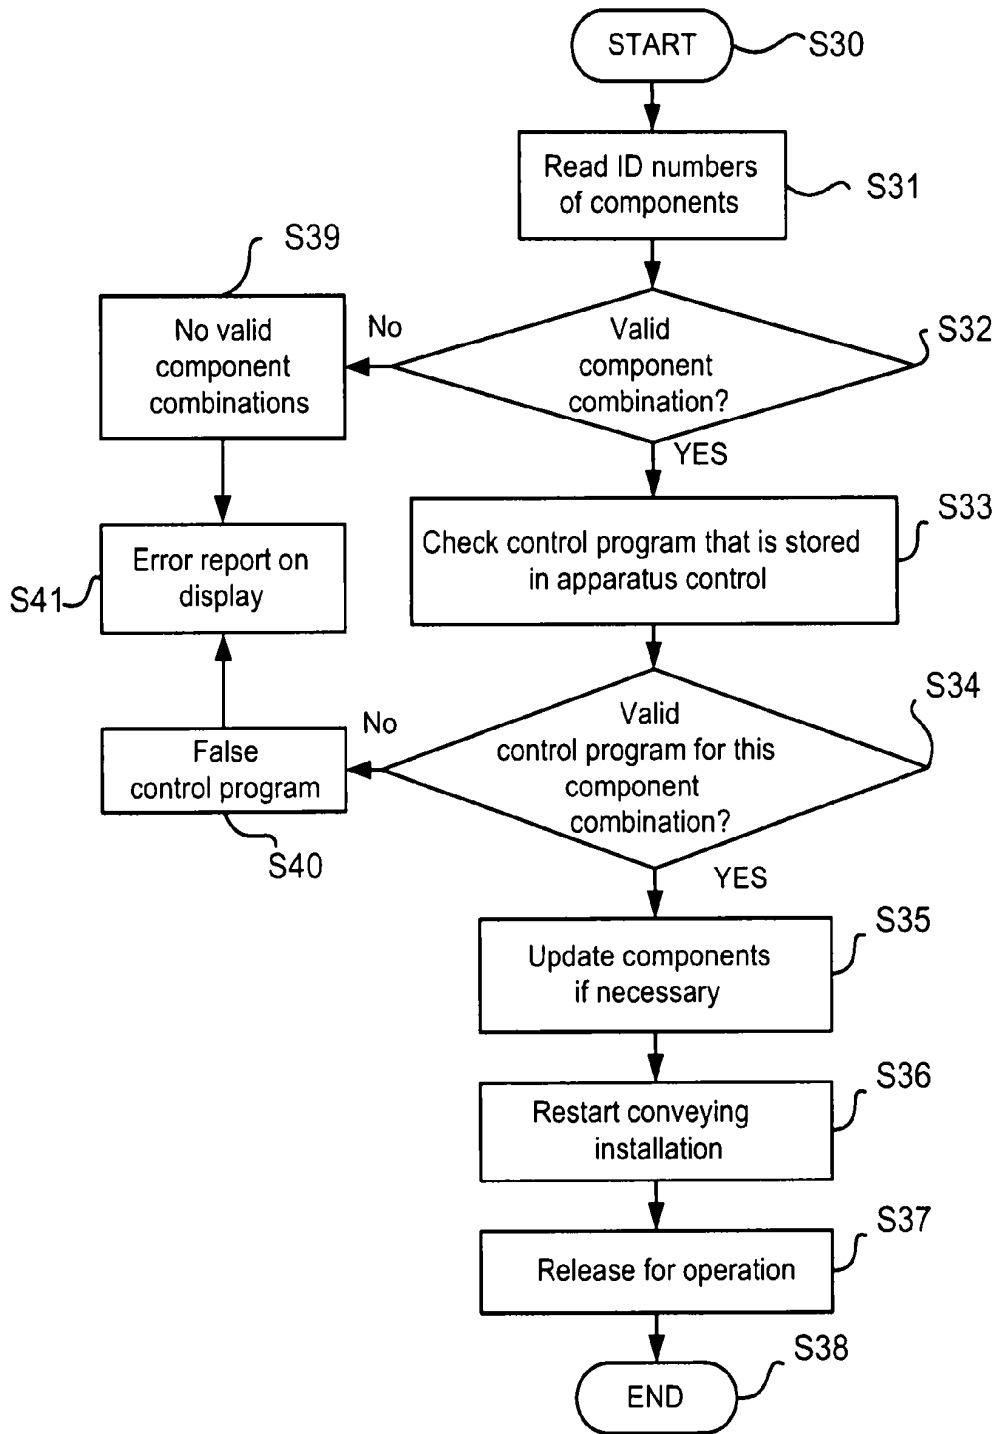 START
S30
Read ID numbers
of components
S31
S39
No valid
component
combinations
No
Valid
component
combination?
S32
YES
Check control program that is stored
in apparatus control
S33
Error report on
display
S41
Valid
control program for this
component
combination?
S34
No
False
control program
S40
YES
Update components
if necessary
S35
Restart conveying
installation
S36
Release for operation
S37
END
S38